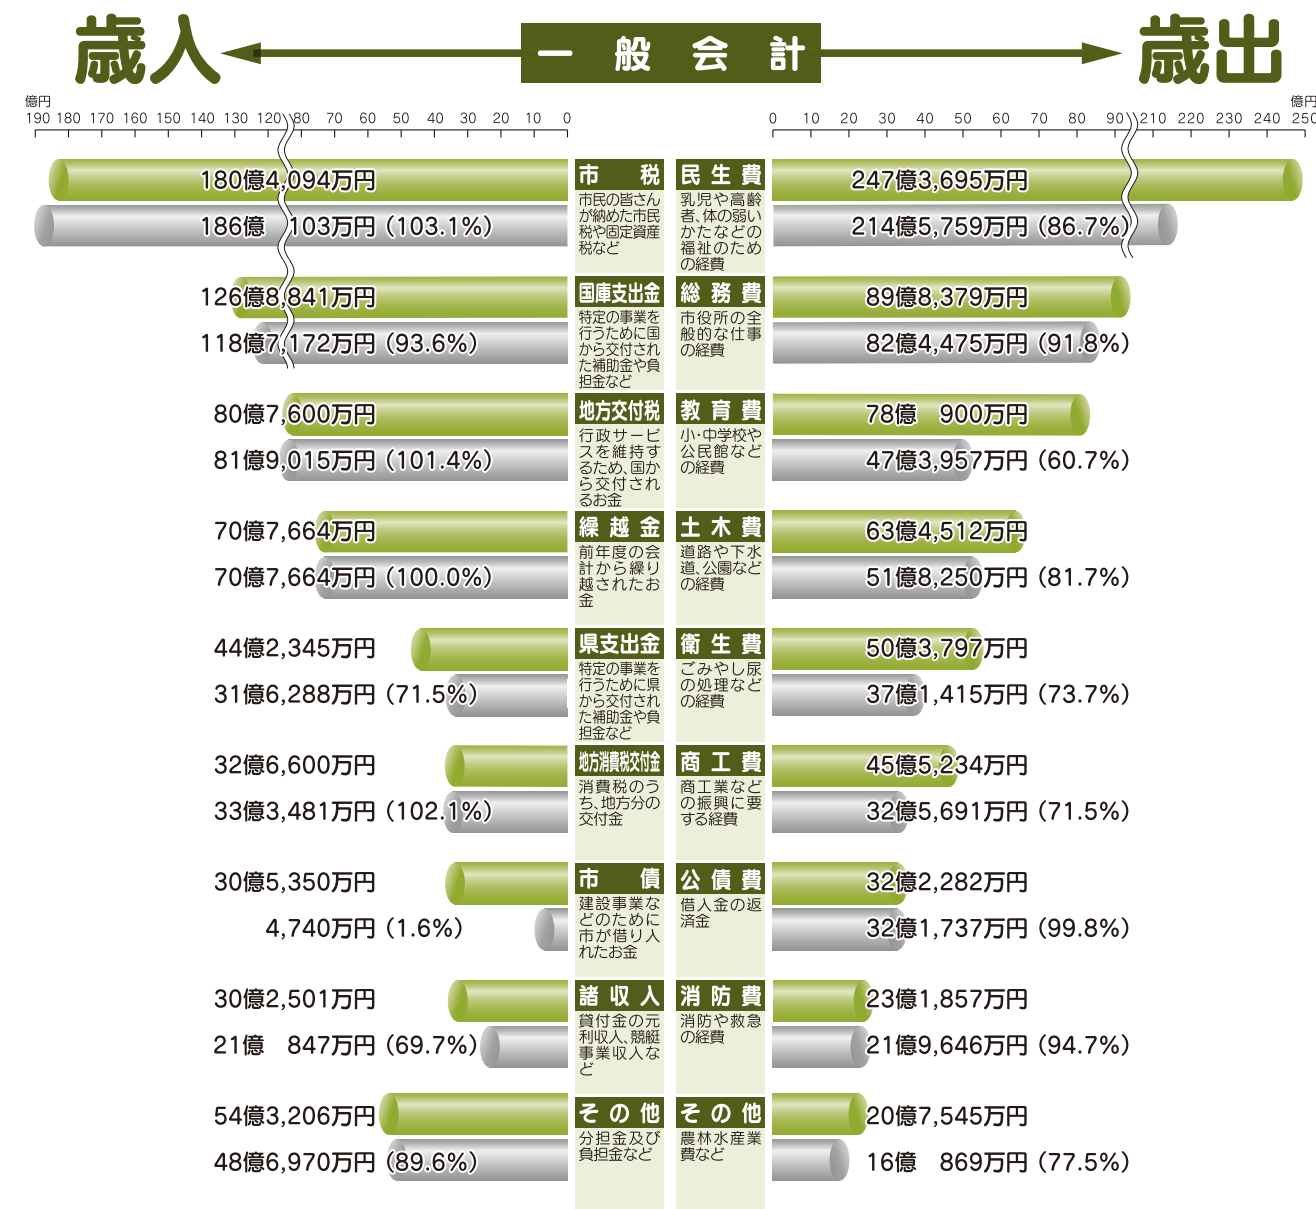 歳入
一般会計
歳出
億円
190 180 170 160 150 140 130 120 80 70 60 50 40 30 20 10 0
億円
0 10 20 30 40 50 60 70 80 90 210 220 230 240 250
180億4,094万円
186億 103万円（103.1%）
市税
市民の皆さん
が納めた市民
税や固定資産
税など
民生費
乳児や高齢
者、体の弱い
かたなどの
福祉のため
の経費
247億3,695万円
214億5,759万円（86.7%）
126億8,841万円
118億7,172万円（93.6%）
国庫支出金
特定の事業を
行うために国
から交付され
た補助金や負
担金など
総務費
市役所の全
般的な仕事
の経費
89億8,379万円
82億4,475万円（91.8%）
80億7,600万円
81億9,015万円（101.4%）
地方交付税
行政サービ
スを維持す
るため、国か
ら交付され
るお金
教育費
小・中学校や
公民館など
の経費
78億 900万円
47億3,957万円（60.7%）
70億7,664万円
70億7,664万円（100.0%）
繰越金
前年度の会
計から繰り
越されたお
金
土木費
道路や下水
道、公園など
の経費
63億4,512万円
51億8,250万円（81.7%）
44億2,345万円
31億6,288万円（71.5%）
県支出金
特定の事業を
行うために県
から交付され
た補助金や負
担金など
衛生費
ごみやし尿
の処理など
の経費
50億3,797万円
37億1,415万円（73.7%）
32億6,600万円
33億3,481万円（102.1%）
地方消費税交付金
消費税のう
ち、地方分の
交付金
商工費
商工業など
の振興に要
する経費
45億5,234万円
32億5,691万円（71.5%）
30億5,350万円
4,740万円（1.6%）
市債
建設事業な
どのために
市が借り入
れたお金
公債費
借入金の返
済金
32億2,282万円
32億1,737万円（99.8%）
30億2,501万円
21億 847万円（69.7%）
諸収入
貸付金の元
利収入、競艇
事業収入な
ど
消防費
消防や救急
の経費
23億1,857万円
21億9,646万円（94.7%）
54億3,206万円
48億6,970万円（89.6%）
その他
分担金及び
負担金など
その他
農林水産業
費など
20億7,545万円
16億 869万円（77.5%）